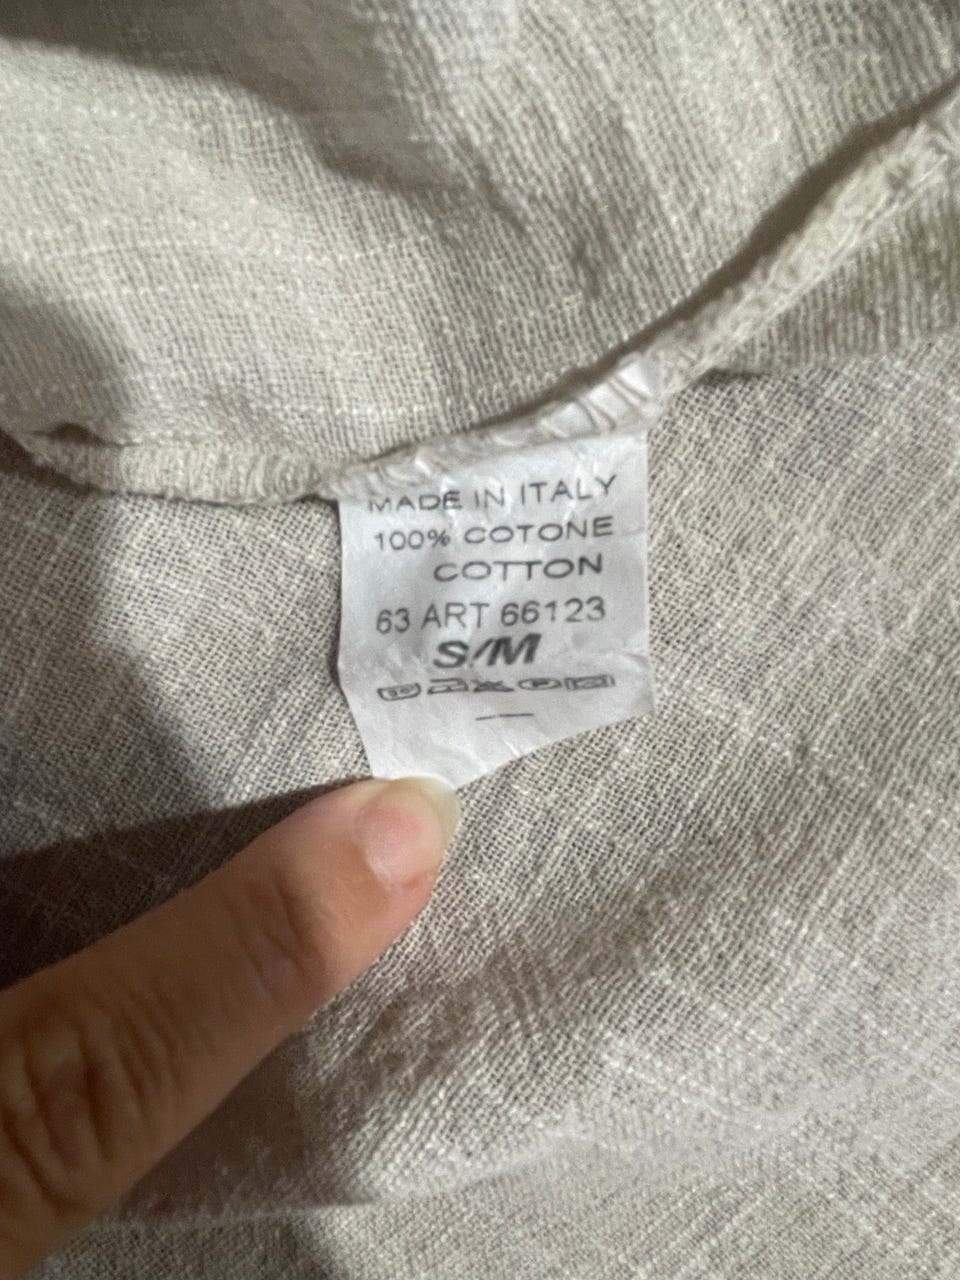 MADE IN ITALY
100% COTONE
COTTON
63 ART 66123
S/M